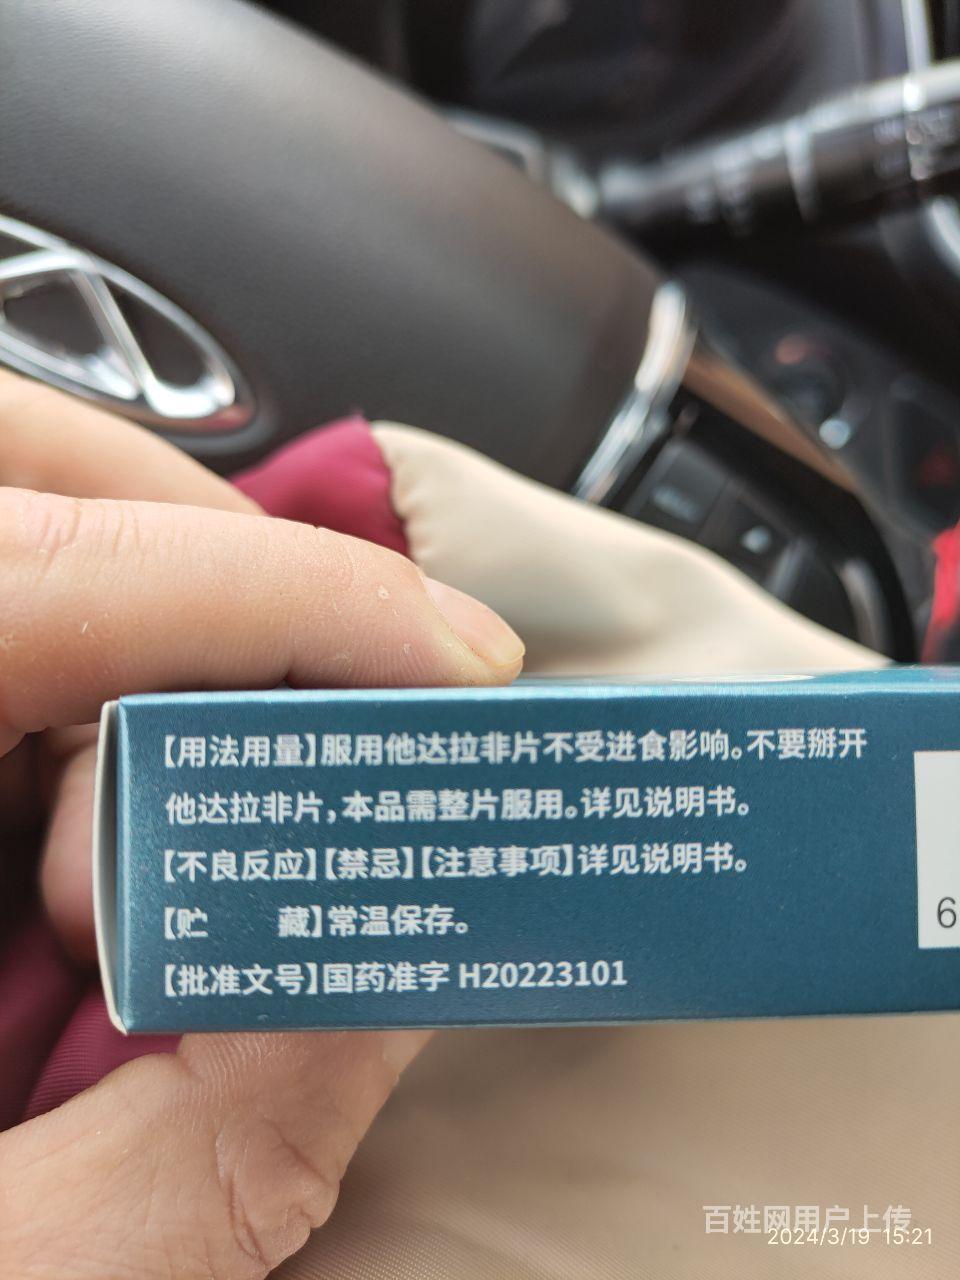 【用法用量】服用他达拉非片不受进食影响。不要掰开
他达拉非片，本品需整片服用。详见说明书。
【不良反应】【禁忌】【注意事项】详见说明书。
【贮 藏】常温保存。
【批准文号】国药准字 H20223101
6
百姓网用户上传
2024/3/19 15:21